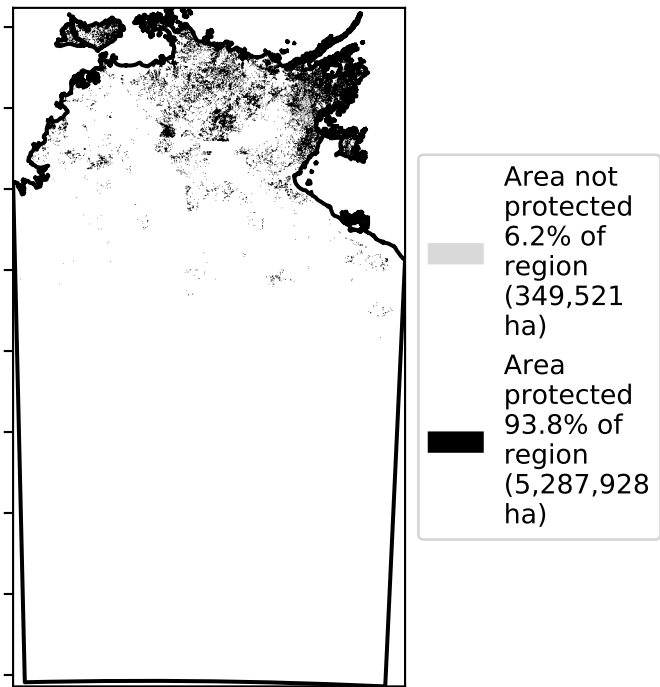 Area not
protected
6.2% of
region
(349,521
ha)
Area
protected
93.8% of
region
(5,287,928
ha)